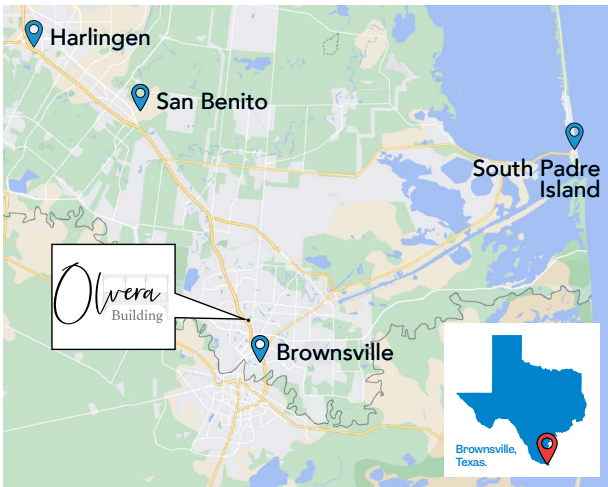 Harlingen
San Benito
South Padre
Island
Olvera
Building
Brownsville
Brownsville,
Texas.